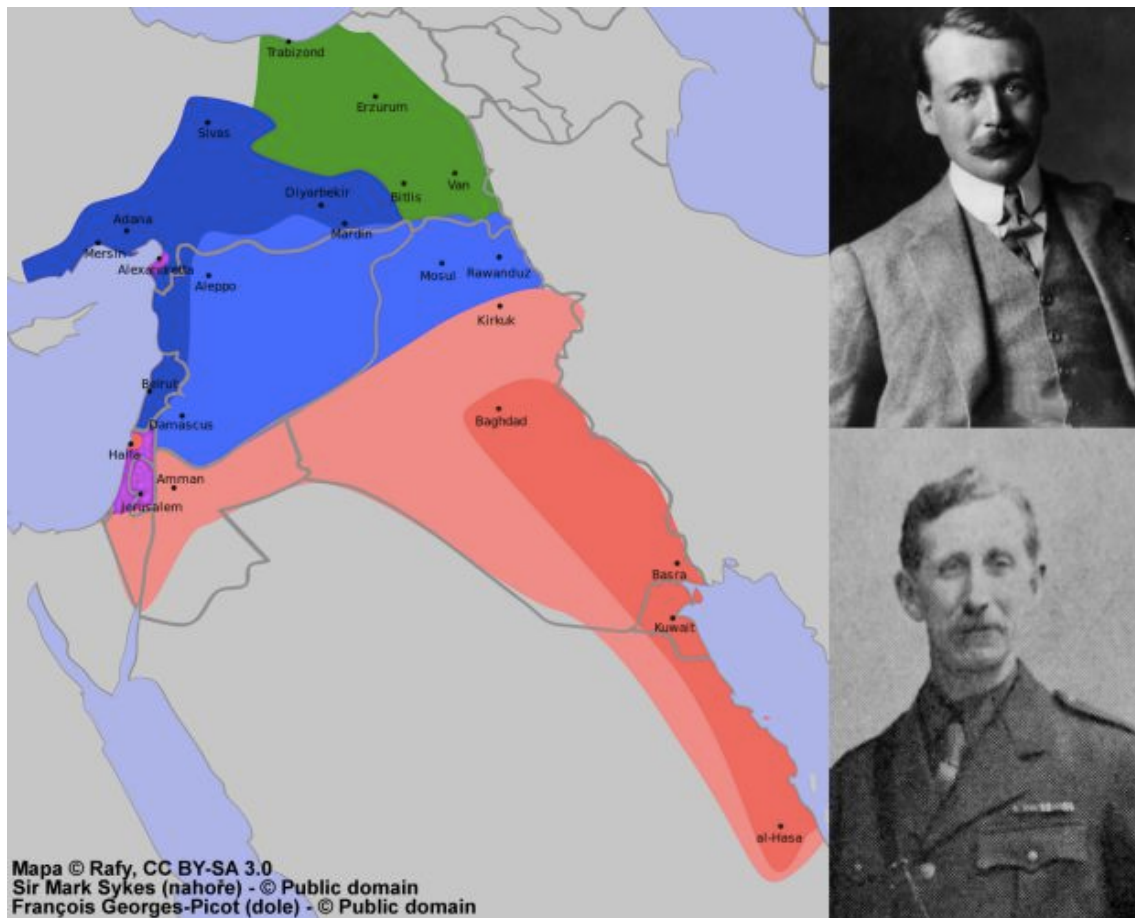 Trabizond
Erzurum
Sivas
Van
Diyarbekir
Bitlis
Adana
Mardin
Mersin
Alexandretta
Mosul
Rawanduz
Aleppo
Kirkuk
Beirut
Baghdad
Damascus
Haifa
Amman
Jerusalem
Basra
Kuwait
al-Hasa
Mapa © Rafy, CC BY-SA 3.0
Sir Mark Sykes (nahoře) - © Public domain
François Georges-Picot (dole) - © Public domain